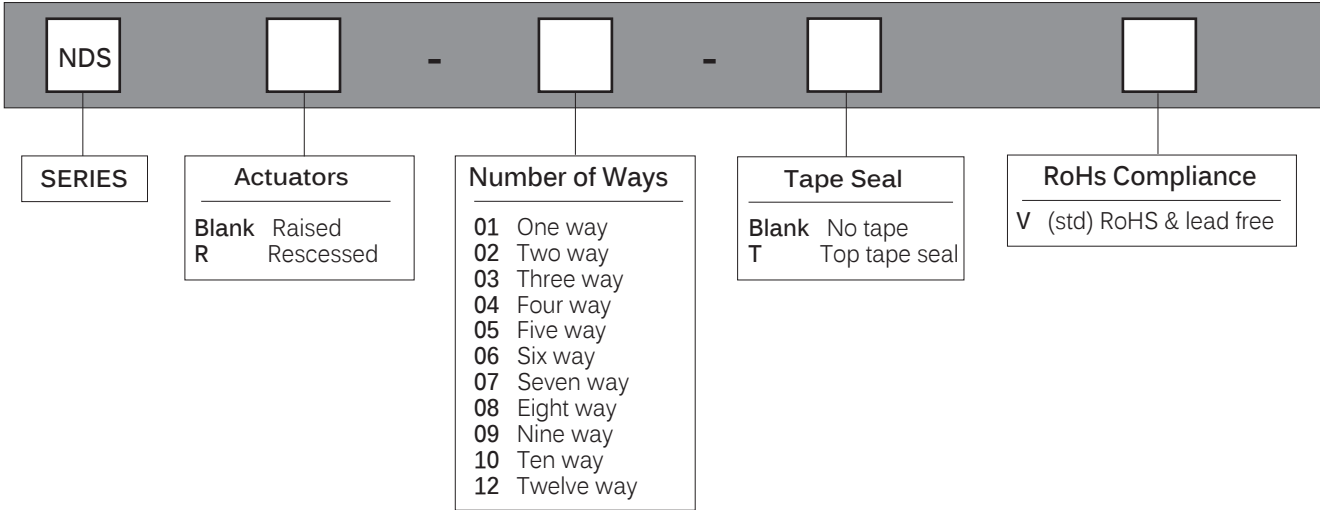 NDS - -
SERIES
Actuators
Blank Raised
R Rescessed
Number of Ways
01 One way
02 Two way
03 Three way
04 Four way
05 Five way
06 Six way
07 Seven way
08 Eight way
09 Nine way
10 Ten way
12 Twelve way
Tape Seal
Blank No tape
T Top tape seal
RoHs Compliance
V (std) RoHS & lead free